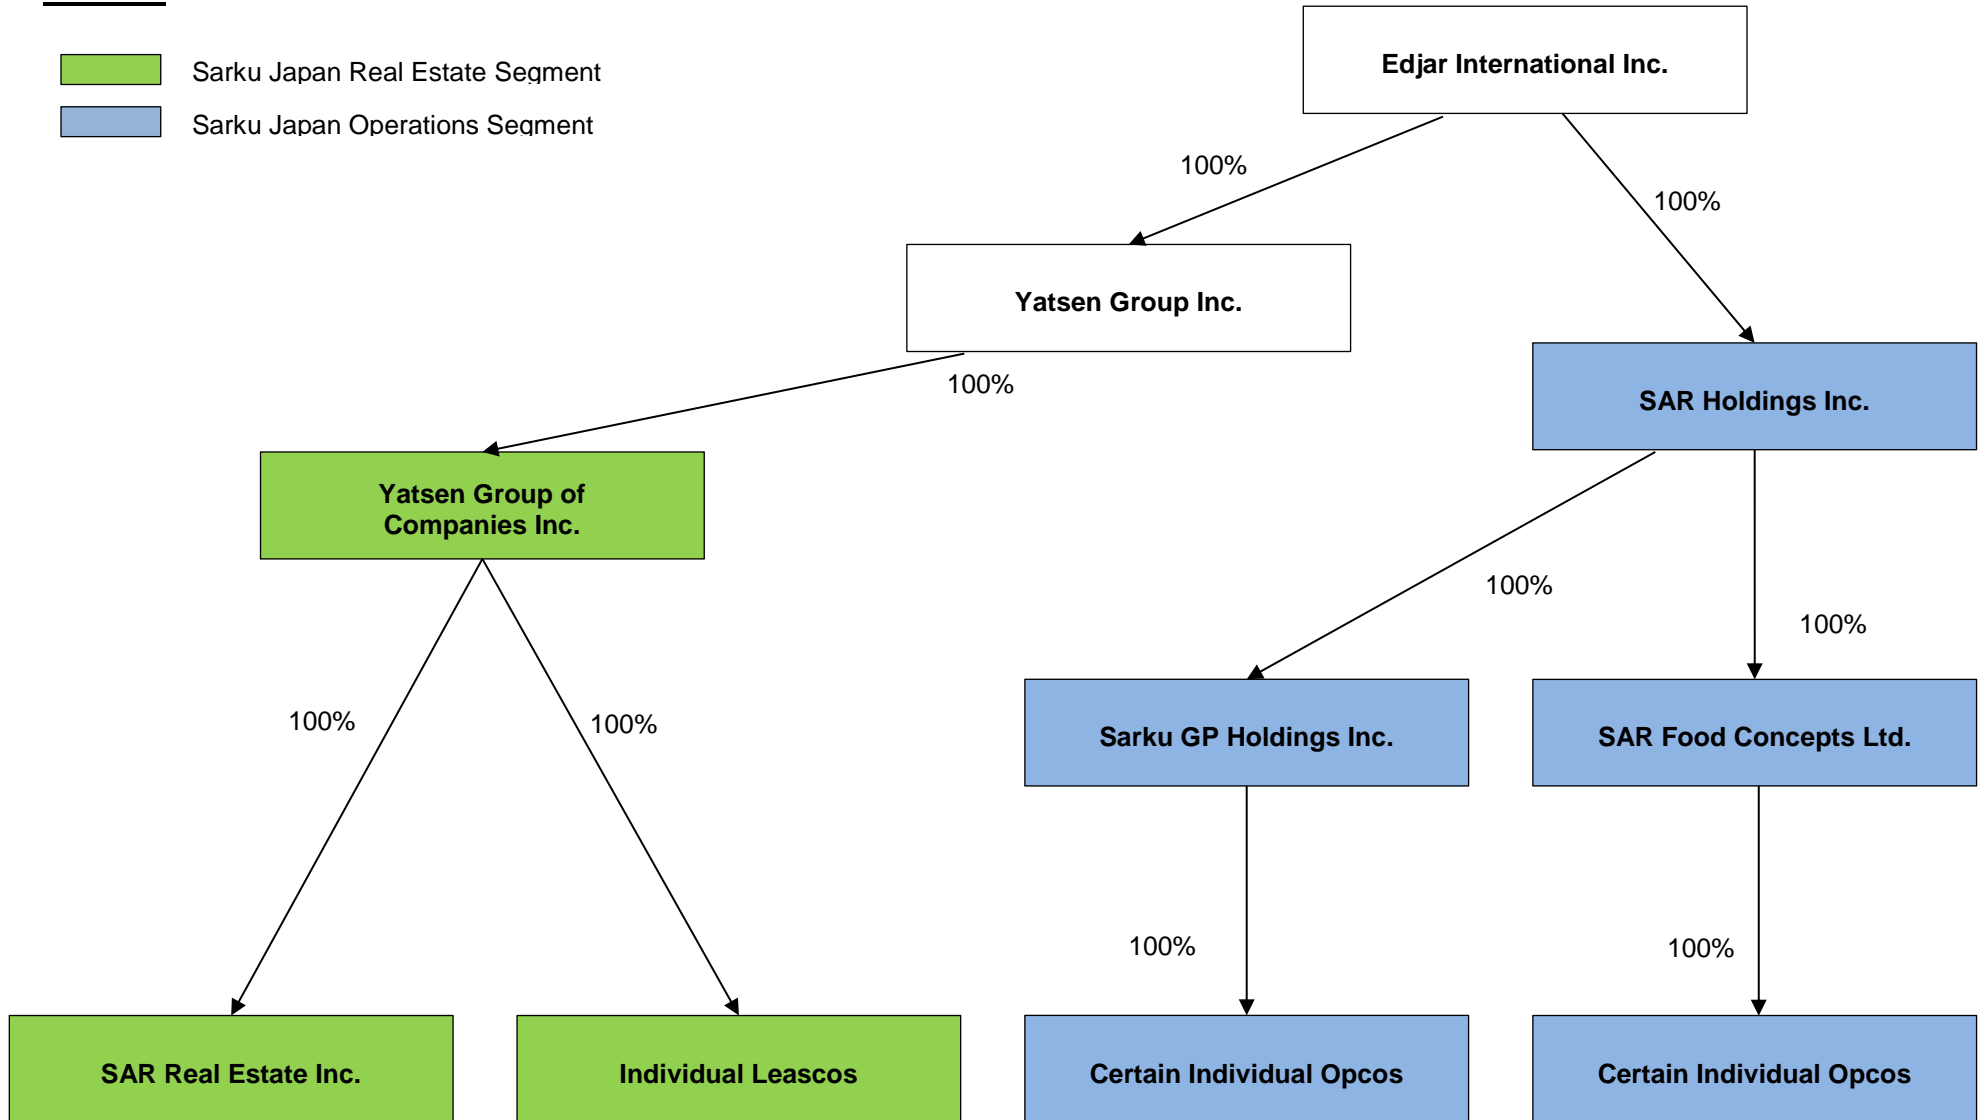 Sarku Japan Real Estate Segment
Sarku Japan Operations Segment
Edjar International Inc.
100%
100%
Yatsen Group Inc.
100%
SAR Holdings Inc.
Yatsen Group of
Companies Inc.
100%
100%
100%
100%
Sarku GP Holdings Inc.
SAR Food Concepts Ltd.
100%
100%
SAR Real Estate Inc.
Individual Leascos
Certain Individual Opcos
Certain Individual Opcos